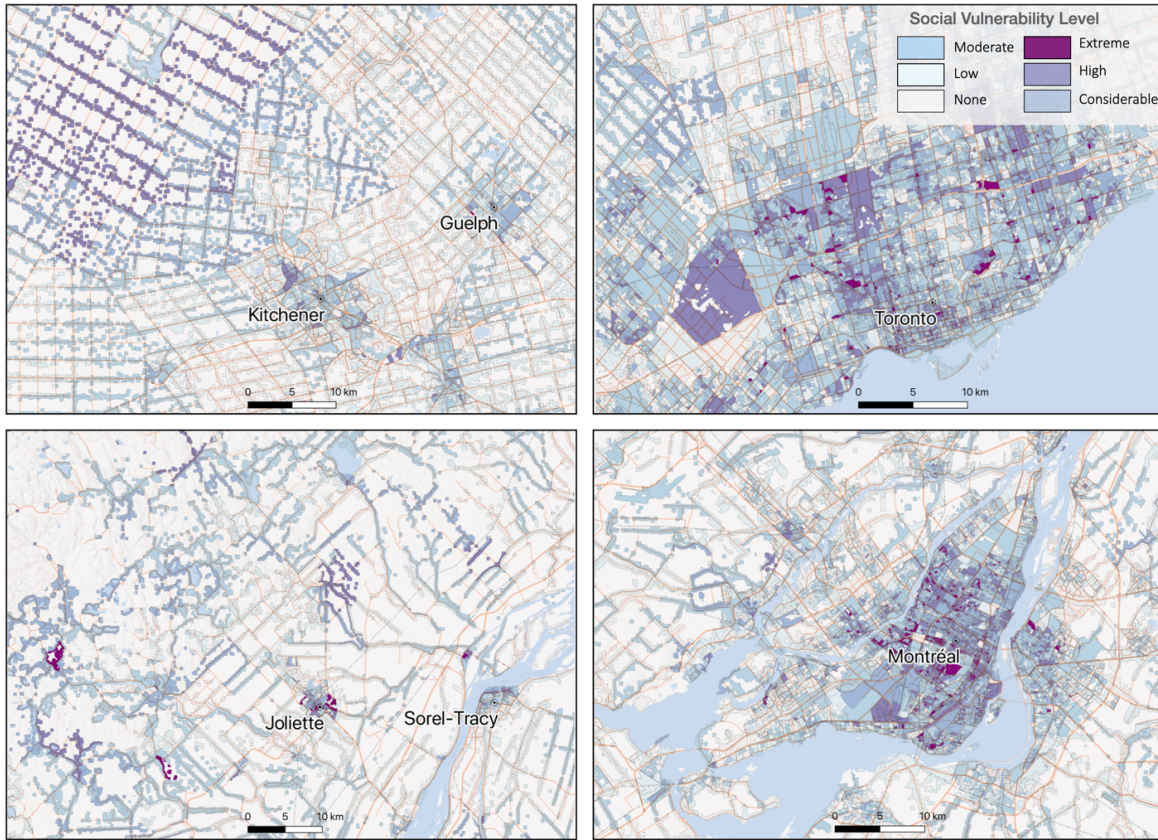 Guelph
Kitchener
0 5 10 km
Social Vulnerability Level
Moderate Extreme
Low High
None Considerable
Toronto
0 5 10 km
Joliette
Sorel-Tracy
0 5 10 km
Montréal
0 5 10 km